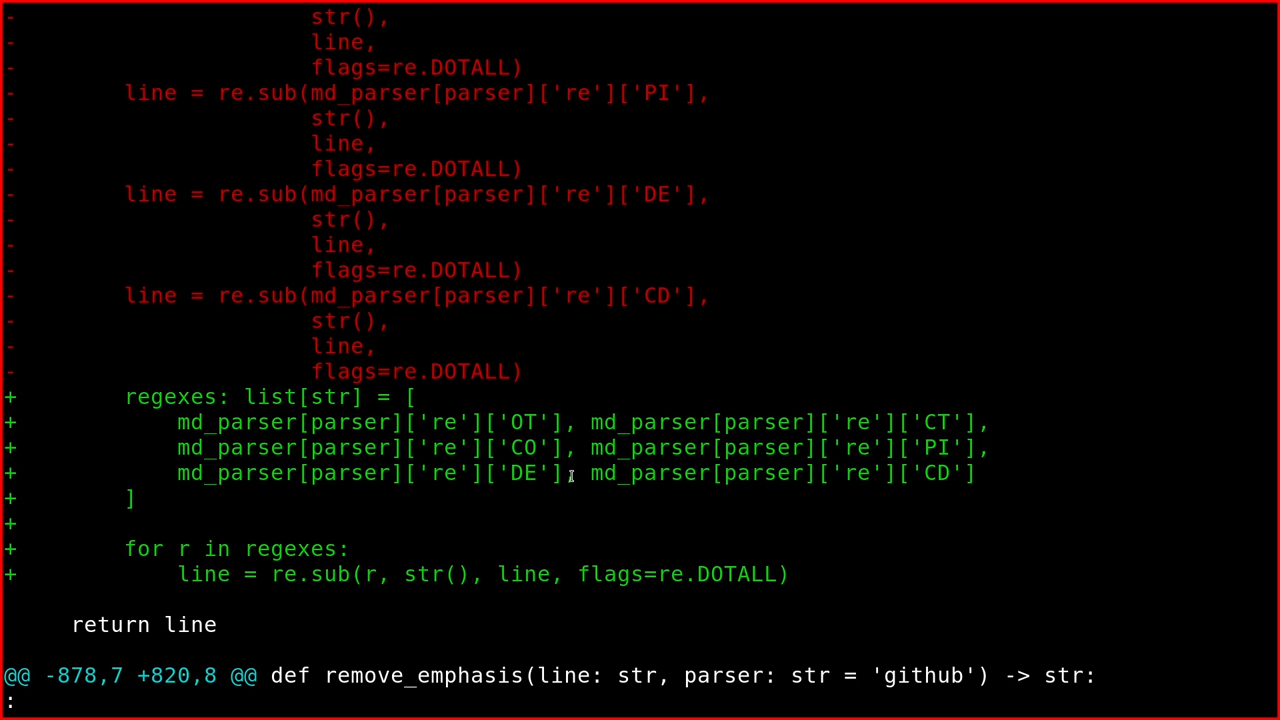 -                      str(),
-                      line,
-                      flags=re.DOTALL)
-        line = re.sub(md_parser[parser]['re']['PI'],
-                      str(),
-                      line,
-                      flags=re.DOTALL)
-        line = re.sub(md_parser[parser]['re']['DE'],
-                      str(),
-                      line,
-                      flags=re.DOTALL)
-        line = re.sub(md_parser[parser]['re']['CD'],
-                      str(),
-                      line,
-                      flags=re.DOTALL)
+        regexes: list[str] = [
+            md_parser[parser]['re']['OT'], md_parser[parser]['re']['CT'],
+            md_parser[parser]['re']['CO'], md_parser[parser]['re']['PI'],
+            md_parser[parser]['re']['DE'], md_parser[parser]['re']['CD']
+        ]
+
+        for r in regexes:
+            line = re.sub(r, str(), line, flags=re.DOTALL)
     return line
@@ -878,7 +820,8 @@ def remove_emphasis(line: str, parser: str = 'github') -> str:
: